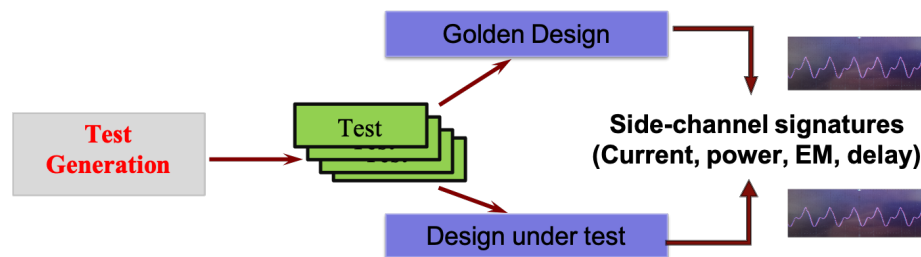 Golden Design
Test
Generation
Test
Side-channel signatures
(Current, power, EM, delay)
Design under test